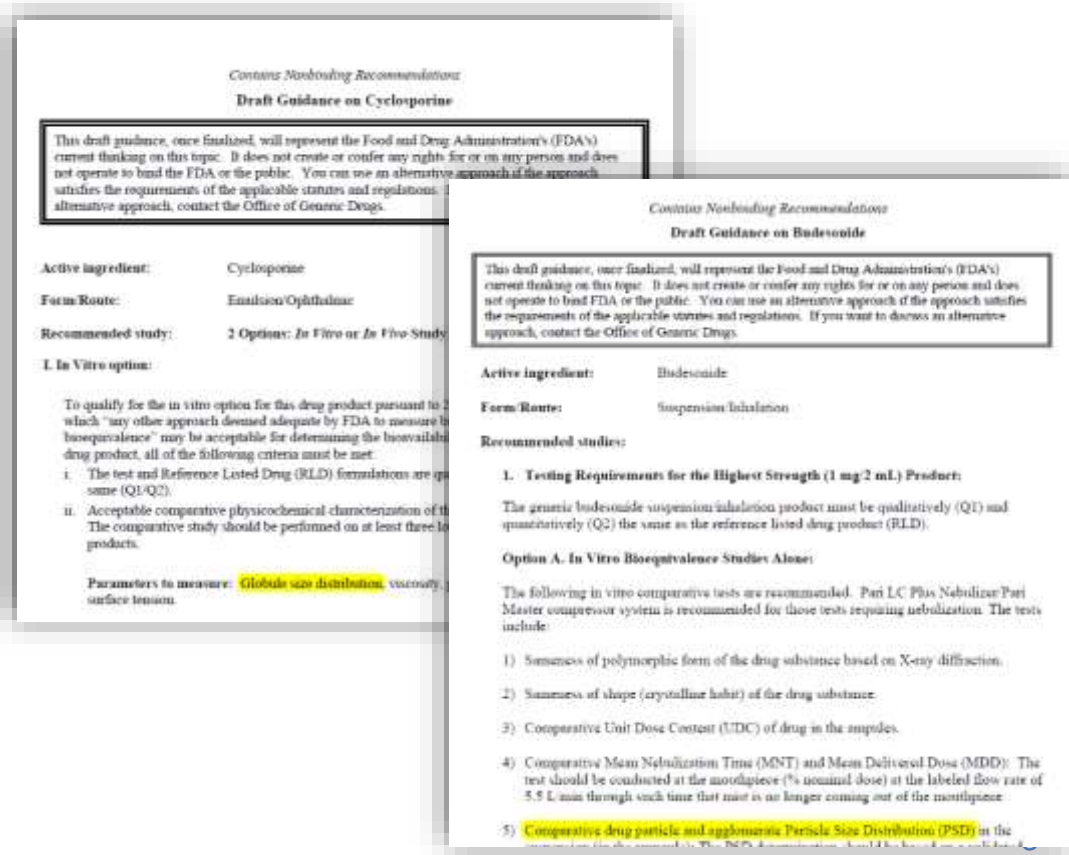 Contains Nonbinding Recommendations
Draft Guidance on Cyclosporine
This draft guidance, once finalized, will represent the Food and Drug Administration's (FDA's)
current thinking on this topic. It does not create or confer any rights for or on any person and does
not operate to bind the FDA or the public. You can use an alternative approach if the approach
satisfies the requirements of the applicable statutes and regulations.
alternative approach, contact the Office of Generic Drugs.
Active ingredient: Cyclosporine
Form/Route: Emulsion/Ophthalmic
Recommended study: 2 Options: In Vitro or In Vivo Study
I. In Vitro option:
To qualify for the in vitro option for this drug product pursuant to 2
which "any other approach deemed adequate by FDA to measure b
bioequivalence" may be acceptable for determining the bioavailabil
drug product, all of the following criteria must be met:
i. The test and Reference Listed Drug (RLD) formulations are qu
same (Q1/Q2).
ii. Acceptable comparative physicochemical characterization of th
The comparative study should be performed on at least three lo
products.
Parameters to measure: Globule size distribution, viscosity, p
surface tension.
Contains Nonbinding Recommendations
Draft Guidance on Budesonide
This draft guidance, once finalized, will represent the Food and Drug Administration's (FDA's)
current thinking on this topic. It does not create or confer any rights for or on any person and does
not operate to bind FDA or the public. You can use an alternative approach if the approach satisfies
the requirements of the applicable statutes and regulations. If you want to discuss an alternative
approach, contact the Office of Generic Drugs.
Active ingredient: Budesonide
Form/Route: Suspension/Inhalation
Recommended studies:
1. Testing Requirements for the Highest Strength (1 mg/2 mL) Product:
The generic budesonide suspension/inhalation product must be qualitatively (Q1) and
quantitatively (Q2) the same as the reference listed drug product (RLD).
Option A. In Vitro Bioequivalence Studies Alone:
The following in vitro comparative tests are recommended. Pari LC Plus Nebulizer/Pari
Master compressor system is recommended for those tests requiring nebulization. The tests
include:
1) Sameness of polymorphic form of the drug substance based on X-ray diffraction.
2) Sameness of shape (crystalline habit) of the drug substance.
3) Comparative Unit Dose Content (UDC) of drug in the ampules.
4) Comparative Mean Nebulization Time (MNT) and Mean Delivered Dose (MDD): The
test should be conducted at the mouthpiece (% nominal dose) at the labeled flow rate of
5.5 L/min through such time that mist is no longer coming out of the mouthpiece
5) Comparative drug particle and agglomerate Particle Size Distribution (PSD) in the